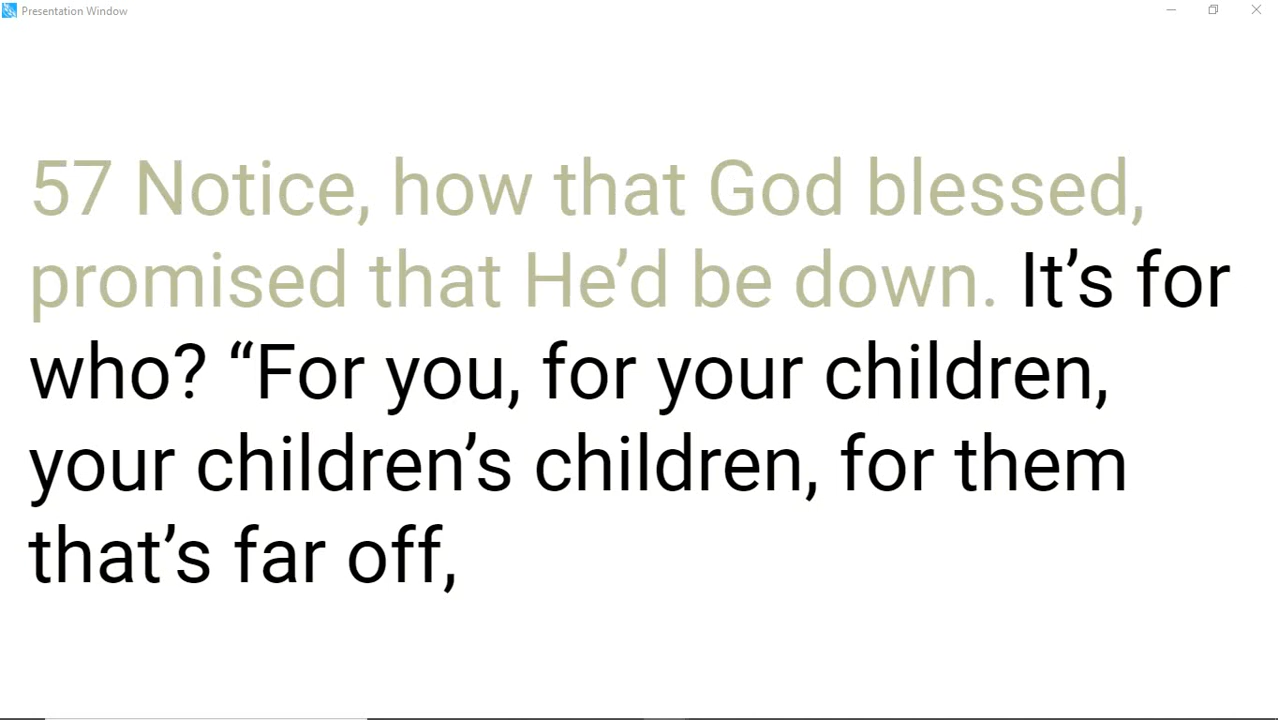 Presentation Window
57 Notice, how that God blessed,
promised that He’d be down. It’s for
who? “For you, for your children,
your children’s children, for them
that’s far off,